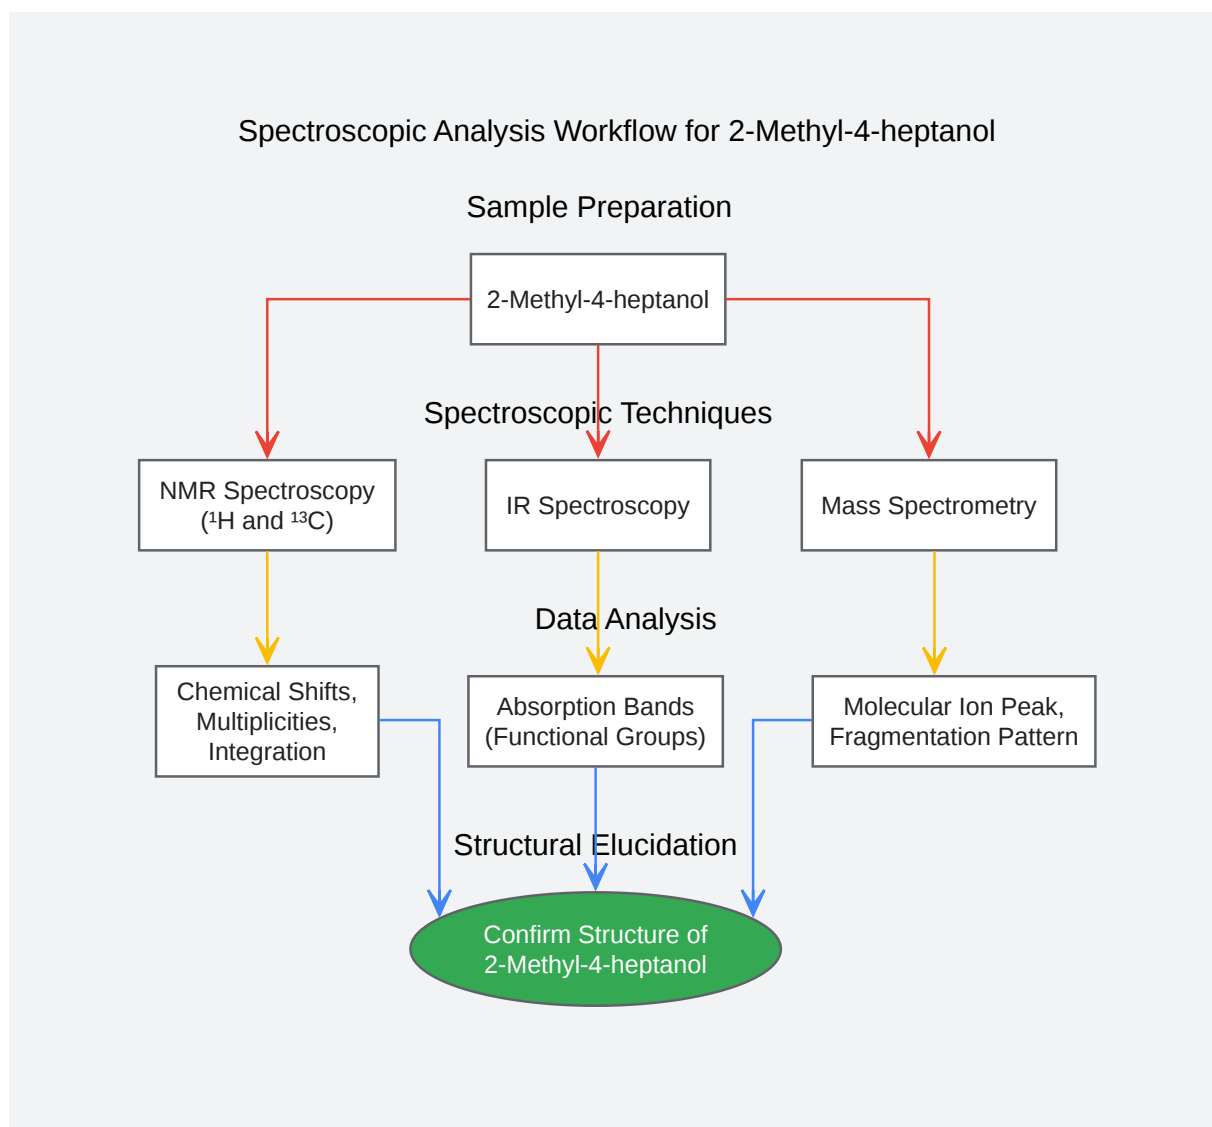 Spectroscopic Analysis Workflow for 2-Methyl-4-heptanol
Sample Preparation
2-Methyl-4-heptanol
Spectroscopic Techniques
NMR Spectroscopy
(¹H and ¹³C)
IR Spectroscopy
Mass Spectrometry
Data Analysis
Chemical Shifts,
Multiplicities,
Integration
Absorption Bands
(Functional Groups)
Molecular Ion Peak,
Fragmentation Pattern
Structural Elucidation
Confirm Structure of
2-Methyl-4-heptanol